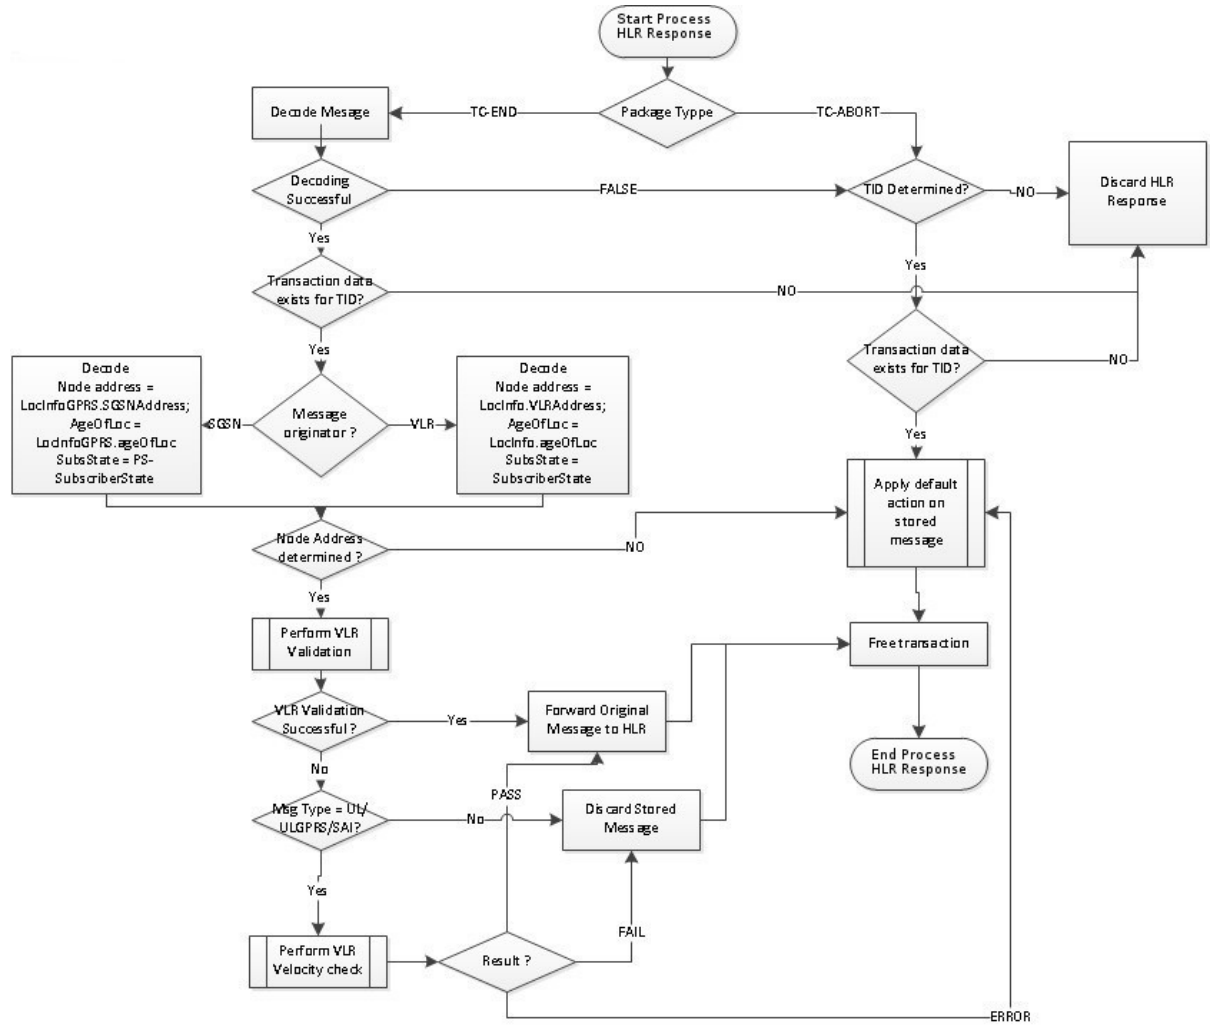 Start Process
HLR Response
Package Typpe
TC-END
TC-ABORT
Decode Message
Decoding
Successful
FALSE
TID Determined?
NO
Discard HLR
Response
Yes
Yes
Transaction data
exists for TID?
NO
Transaction data
exists for TID?
NO
Yes
Decode
Node address =
LocInfoGPRS.SGSNAddress;
AgeOfLoc =
LocInfoGPRS.ageOfLoc
SubsState = PS-
SubscriberState
SGSN
Message
originator ?
VLR
Decode
Node address =
LocInfo.VLRAddress;
AgeOfLoc =
LocInfo.ageOfLoc
SubsState =
SubscriberState
Yes
Apply default
action on
stored
message
Node Address
determined ?
NO
Yes
Perform VLR
Validation
Free transaction
VLR Validation
Successful ?
Yes
Forward Original
Message to HLR
End Process
HLR Response
No
PASS
Msg Type = UL/
ULGPRS/SAI?
No
Discard Stored
Message
Yes
FAIL
Perform VLR
Velocity check
Result ?
ERROR